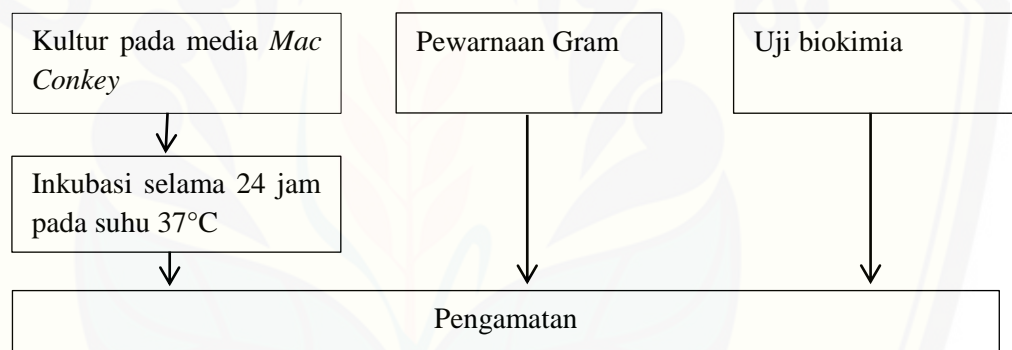 Kultur pada media Mac
Conkey
Pewarnaan Gram
Uji biokimia
Inkubasi selama 24 jam
pada suhu 37°C
Pengamatan